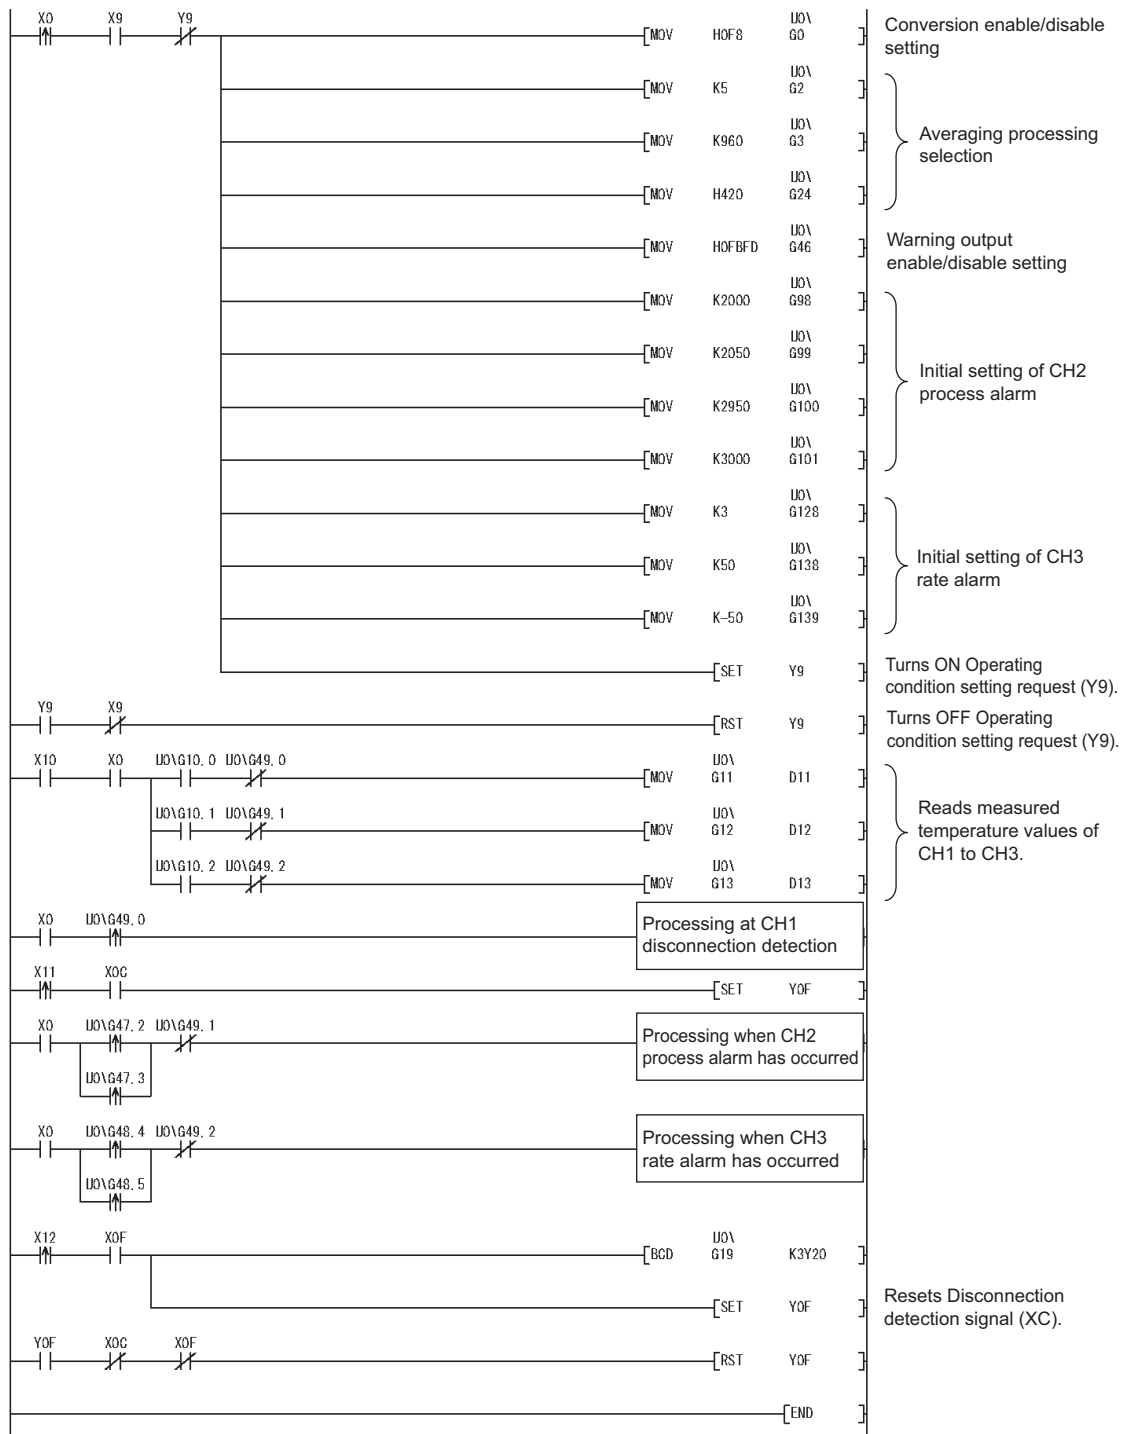 X0 X9 Y9 U0\
MOV H0F8 G0
Conversion enable/disable
setting
U0\
MOV K5 G2
U0\
MOV K960 G3
Averaging processing
selection
U0\
MOV H420 G24
U0\
MOV H0FBFD G46
Warning output
enable/disable setting
U0\
MOV K2000 G98
U0\
MOV K2050 G99
Initial setting of CH2
process alarm
U0\
MOV K2950 G100
U0\
MOV K3000 G101
U0\
MOV K3 G128
U0\
MOV K50 G138
Initial setting of CH3
rate alarm
U0\
MOV K-50 G139
SET Y9
Turns ON Operating
condition setting request (Y9).
Y9 X9
RST Y9
Turns OFF Operating
condition setting request (Y9).
X10 X0 U0\G10.0 U0\G49.0 U0\
MOV G11 D11
U0\G10.1 U0\G49.1 U0\
MOV G12 D12
Reads measured
temperature values of
CH1 to CH3.
U0\G10.2 U0\G49.2 U0\
MOV G13 D13
X0 U0\G49.0
Processing at CH1
disconnection detection
X11 X0C
SET Y0F
X0 U0\G47.2 U0\G49.1
Processing when CH2
process alarm has occurred
U0\G47.3
X0 U0\G48.4 U0\G49.2
Processing when CH3
rate alarm has occurred
U0\G48.5
X12 X0F U0\
BCD G19 K3Y20
SET Y0F
Resets Disconnection
detection signal (XC).
Y0F X0C X0F
RST Y0F
END